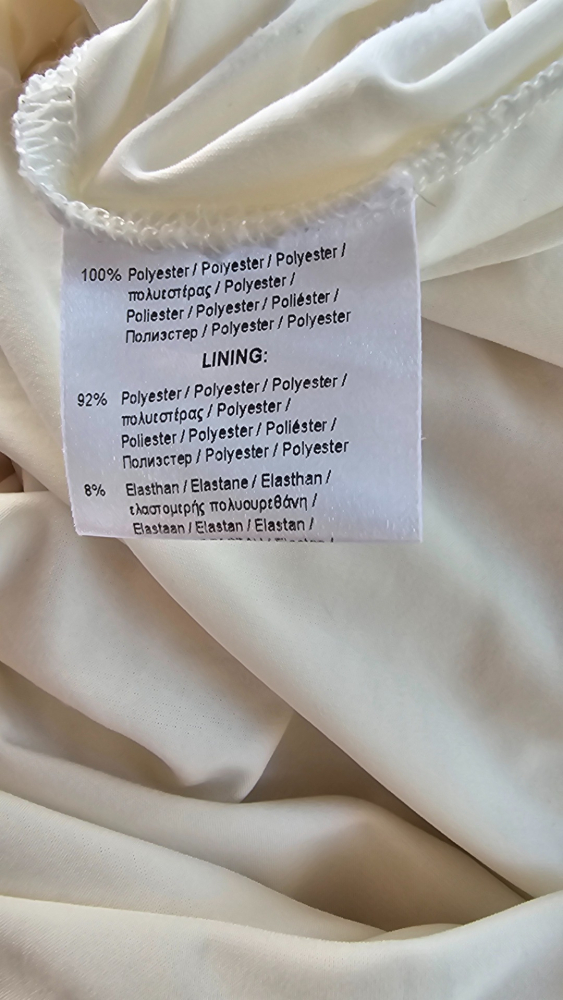 100% Polyester / Polyester / Polyester /
πολυεστέρας / Polyester /
Poliester / Polyester / Poliéster /
Полиэстер / Polyester / Polyester
LINING:
92% Polyester / Polyester / Polyester /
πολυεστέρας / Polyester /
Poliester / Polyester / Poliéster /
Полиэстер / Polyester / Polyester
8% Elasthan / Elastane / Elasthan /
ελαστομερής πολυουρεθάνη /
Elastaan / Elastan / Elastan /